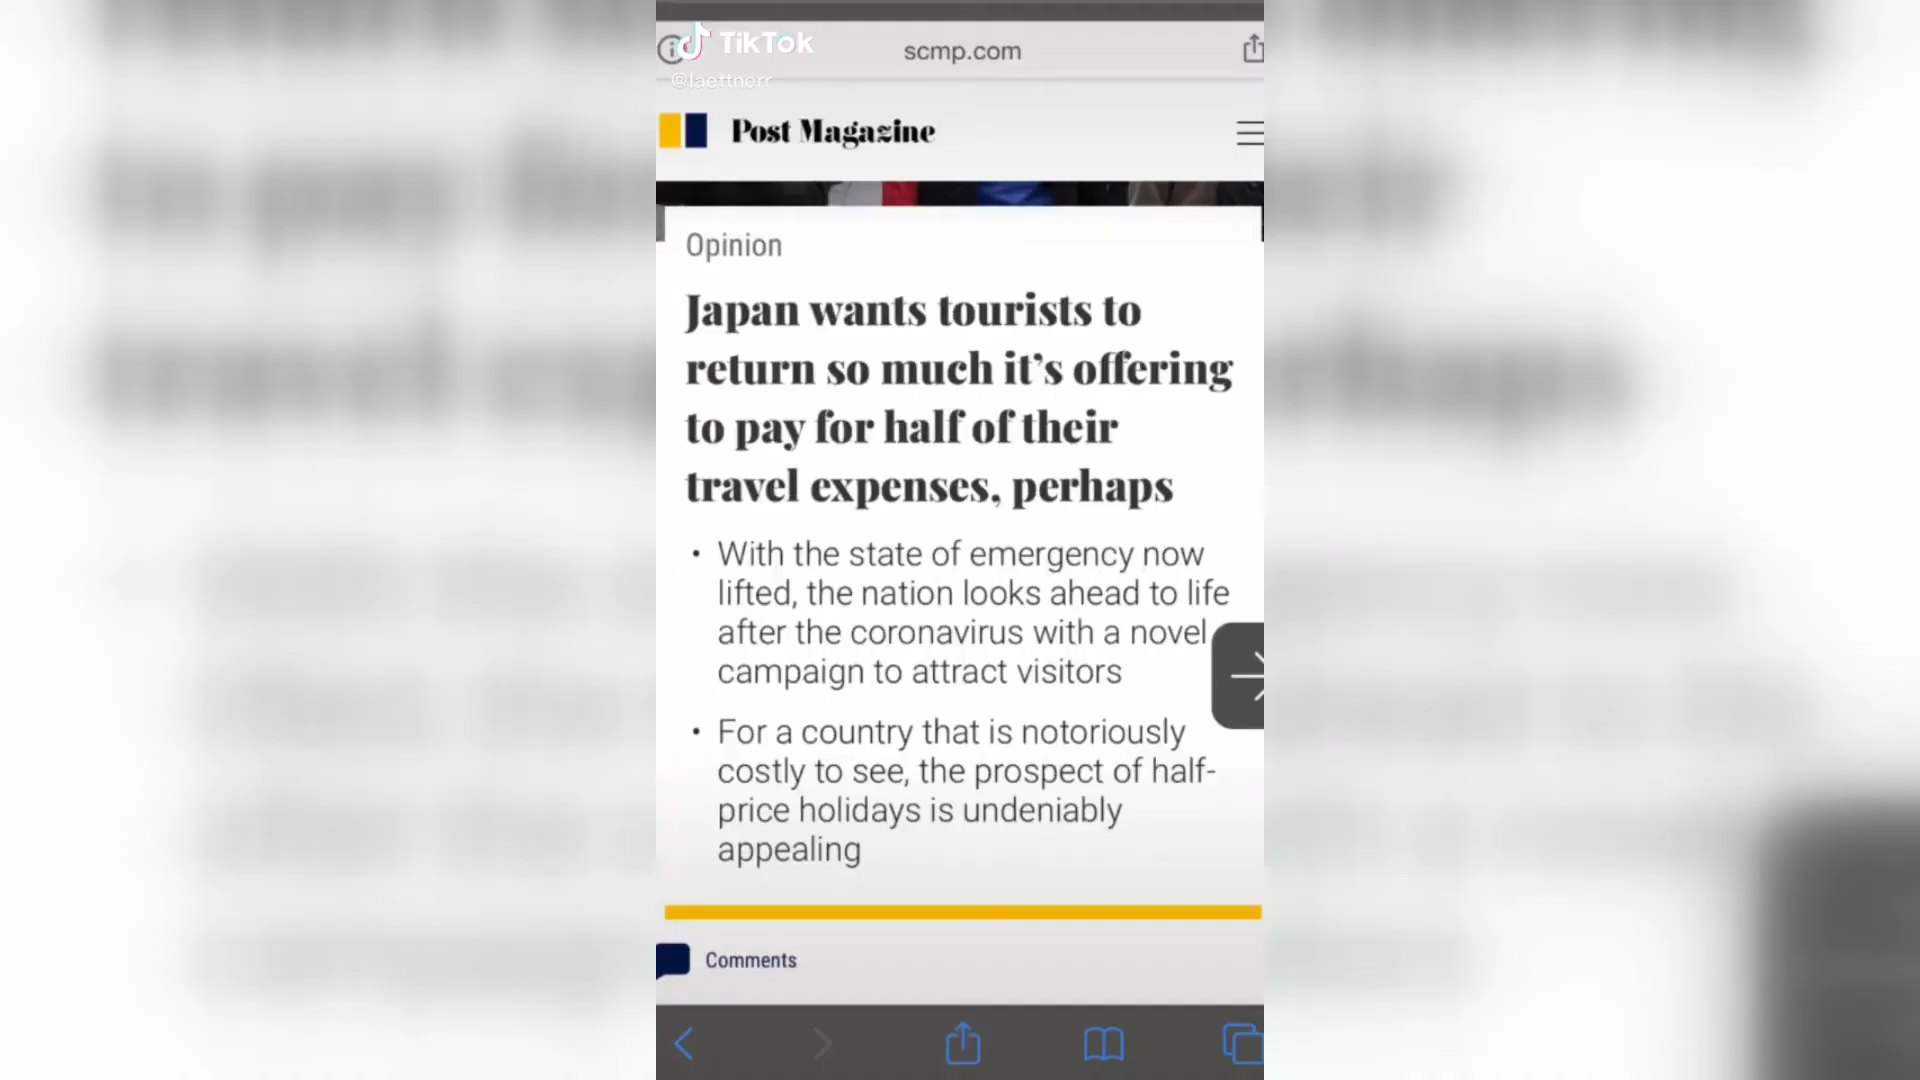 TikTok
@laettnerr
scmp.com
Post Magazine
Opinion
Japan wants tourists to
return so much it's offering
to pay for half of their
travel expenses, perhaps
• With the state of emergency now
lifted, the nation looks ahead to life
after the coronavirus with a novel
campaign to attract visitors
• For a country that is notoriously
costly to see, the prospect of half-
price holidays is undeniably
appealing
Comments